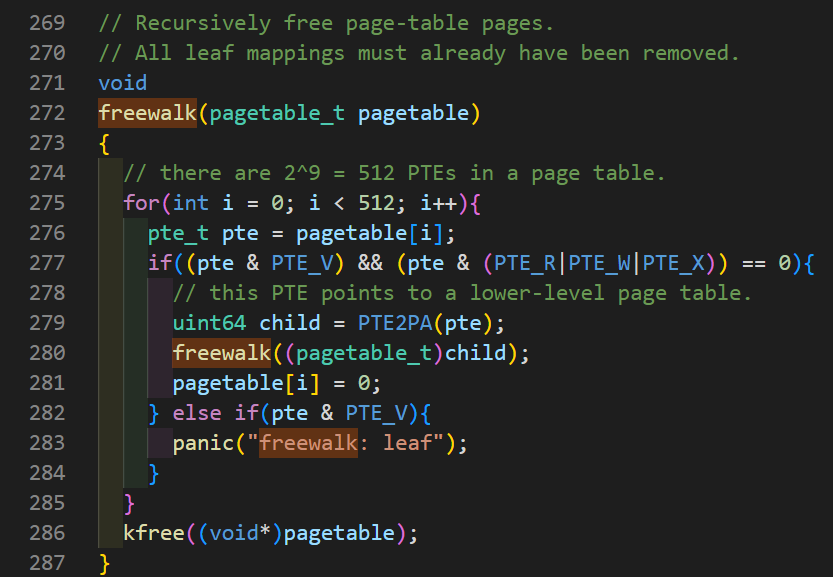 269 // Recursively free page-table pages.
270 // All leaf mappings must already have been removed.
271 void
272 freewalk(pagetable_t pagetable)
273 {
274   // there are 2^9 = 512 PTEs in a page table.
275   for(int i = 0; i < 512; i++){
276     pte_t pte = pagetable[i];
277     if((pte & PTE_V) && (pte & (PTE_R|PTE_W|PTE_X)) == 0){
278       // this PTE points to a lower-level page table.
279       uint64 child = PTE2PA(pte);
280       freewalk((pagetable_t)child);
281       pagetable[i] = 0;
282     } else if(pte & PTE_V){
283       panic("freewalk: leaf");
284     }
285   }
286   kfree((void*)pagetable);
287 }